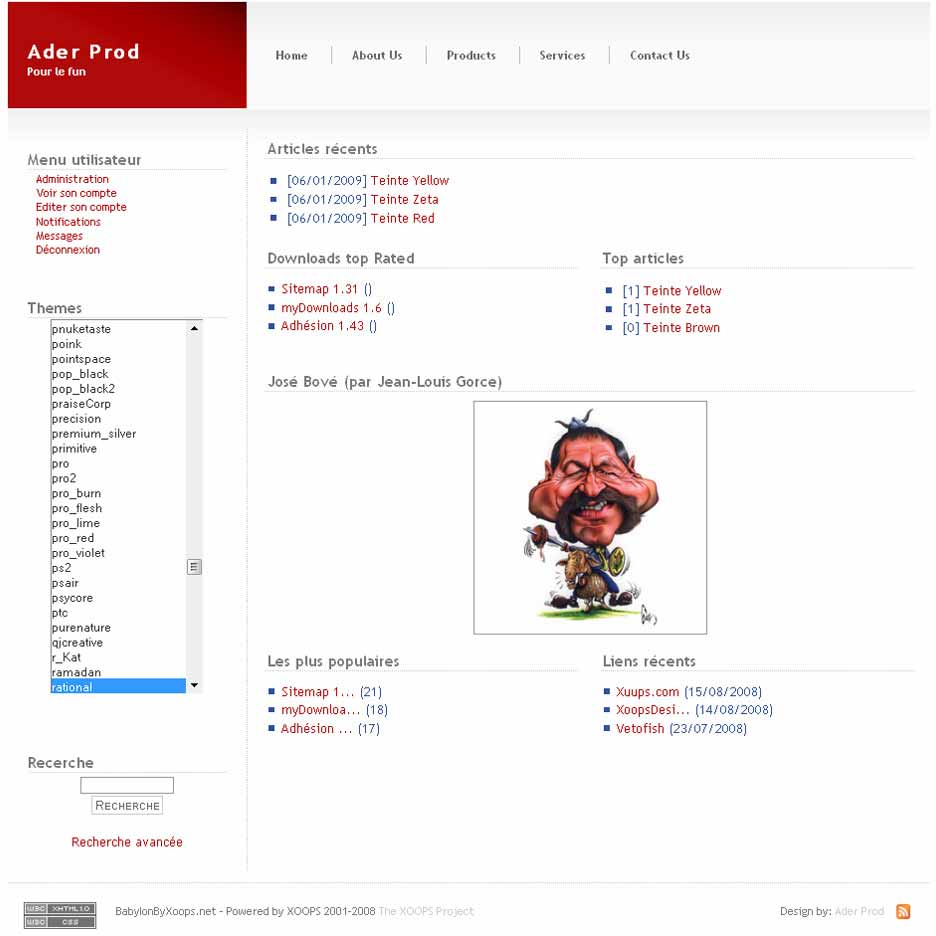 Ader Prod
Pour le fun
Home
About Us
Products
Services
Contact Us
Menu utilisateur
Administration
Voir son compte
Editer son compte
Notifications
Messages
Déconnexion
Themes
pnuketaste
poink
pointspace
pop_black
pop_black2
praiseCorp
precision
premium_silver
primitive
pro
pro2
pro_burn
pro_flesh
pro_lime
pro_red
pro_violet
ps2
psair
psycore
ptc
purenature
qjcreative
r_Kat
ramadan
rational
Recerche
Recherche
Recherche avancée
Articles récents
[06/01/2009] Teinte Yellow
[06/01/2009] Teinte Zeta
[06/01/2009] Teinte Red
Downloads top Rated
Sitemap 1.31 ()
myDownloads 1.6 ()
Adhésion 1.43 ()
Top articles
[1] Teinte Yellow
[1] Teinte Zeta
[0] Teinte Brown
José Bové (par Jean-Louis Gorce)
Les plus populaires
Sitemap 1... (21)
myDownloa... (18)
Adhésion ... (17)
Liens récents
Xuups.com (15/08/2008)
XoopsDesi... (14/08/2008)
Vetofish (23/07/2008)
W3C XHTML 1.0
W3C CSS
BabylonByXoops.net - Powered by XOOPS 2001-2008 The XOOPS Project
Design by: Ader Prod